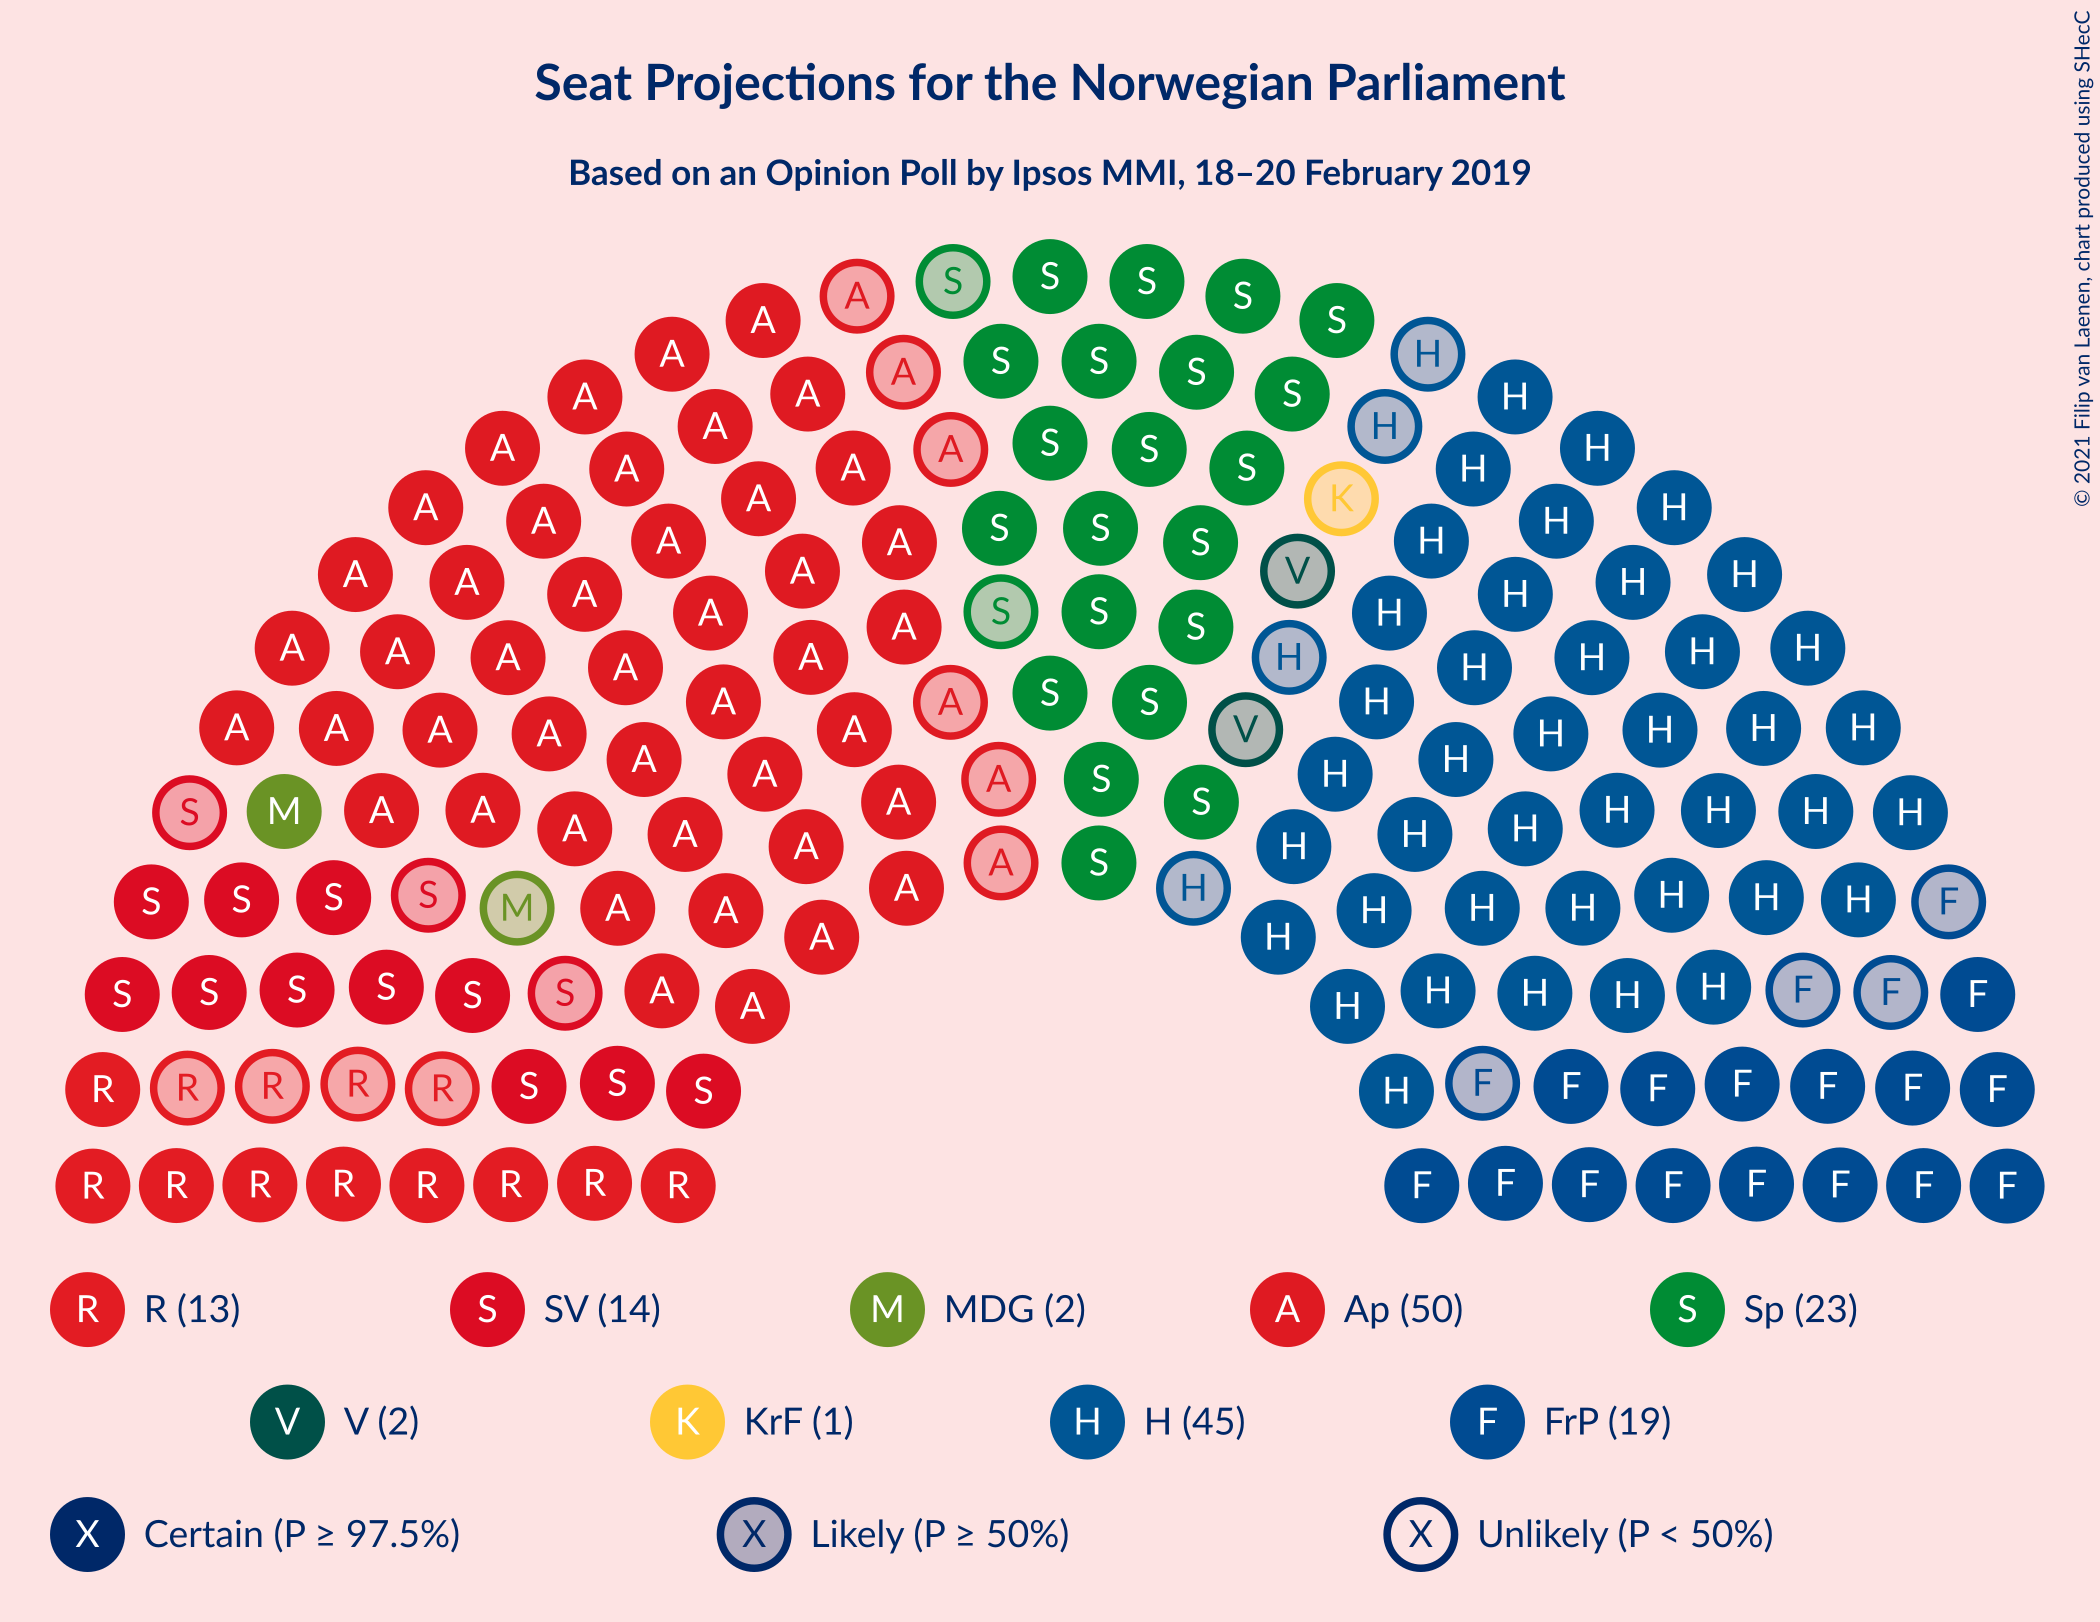 Seat Projections for the Norwegian Parliament
Based on an Opinion Poll by Ipsos MMI, 18–20 February 2019
© 2021 Filip van Laenen, chart produced using SHecC
A S S S S
A S
A A H
A S S S H
A A S H
A A S S S H H
A A S K H H
A A A S S S V H H H
A A A S S S H H H H
A A A A A S S V H H H H H
A A A A A A S S H H H H H H
S M A A A A A S H H H H H H H
S S S S M A A A H H H H H H H F
S S S S S S A A H H H H H F F F
R R R R R S S S H F F F F F F F
R R R R R R R R F F F F F F F F
R R (13) S SV (14) M MDG (2) A Ap (50) S Sp (23)
V V (2) K KrF (1) H H (45) F FrP (19)
X Certain (P ≥ 97.5%) X Likely (P ≥ 50%) X Unlikely (P < 50%)